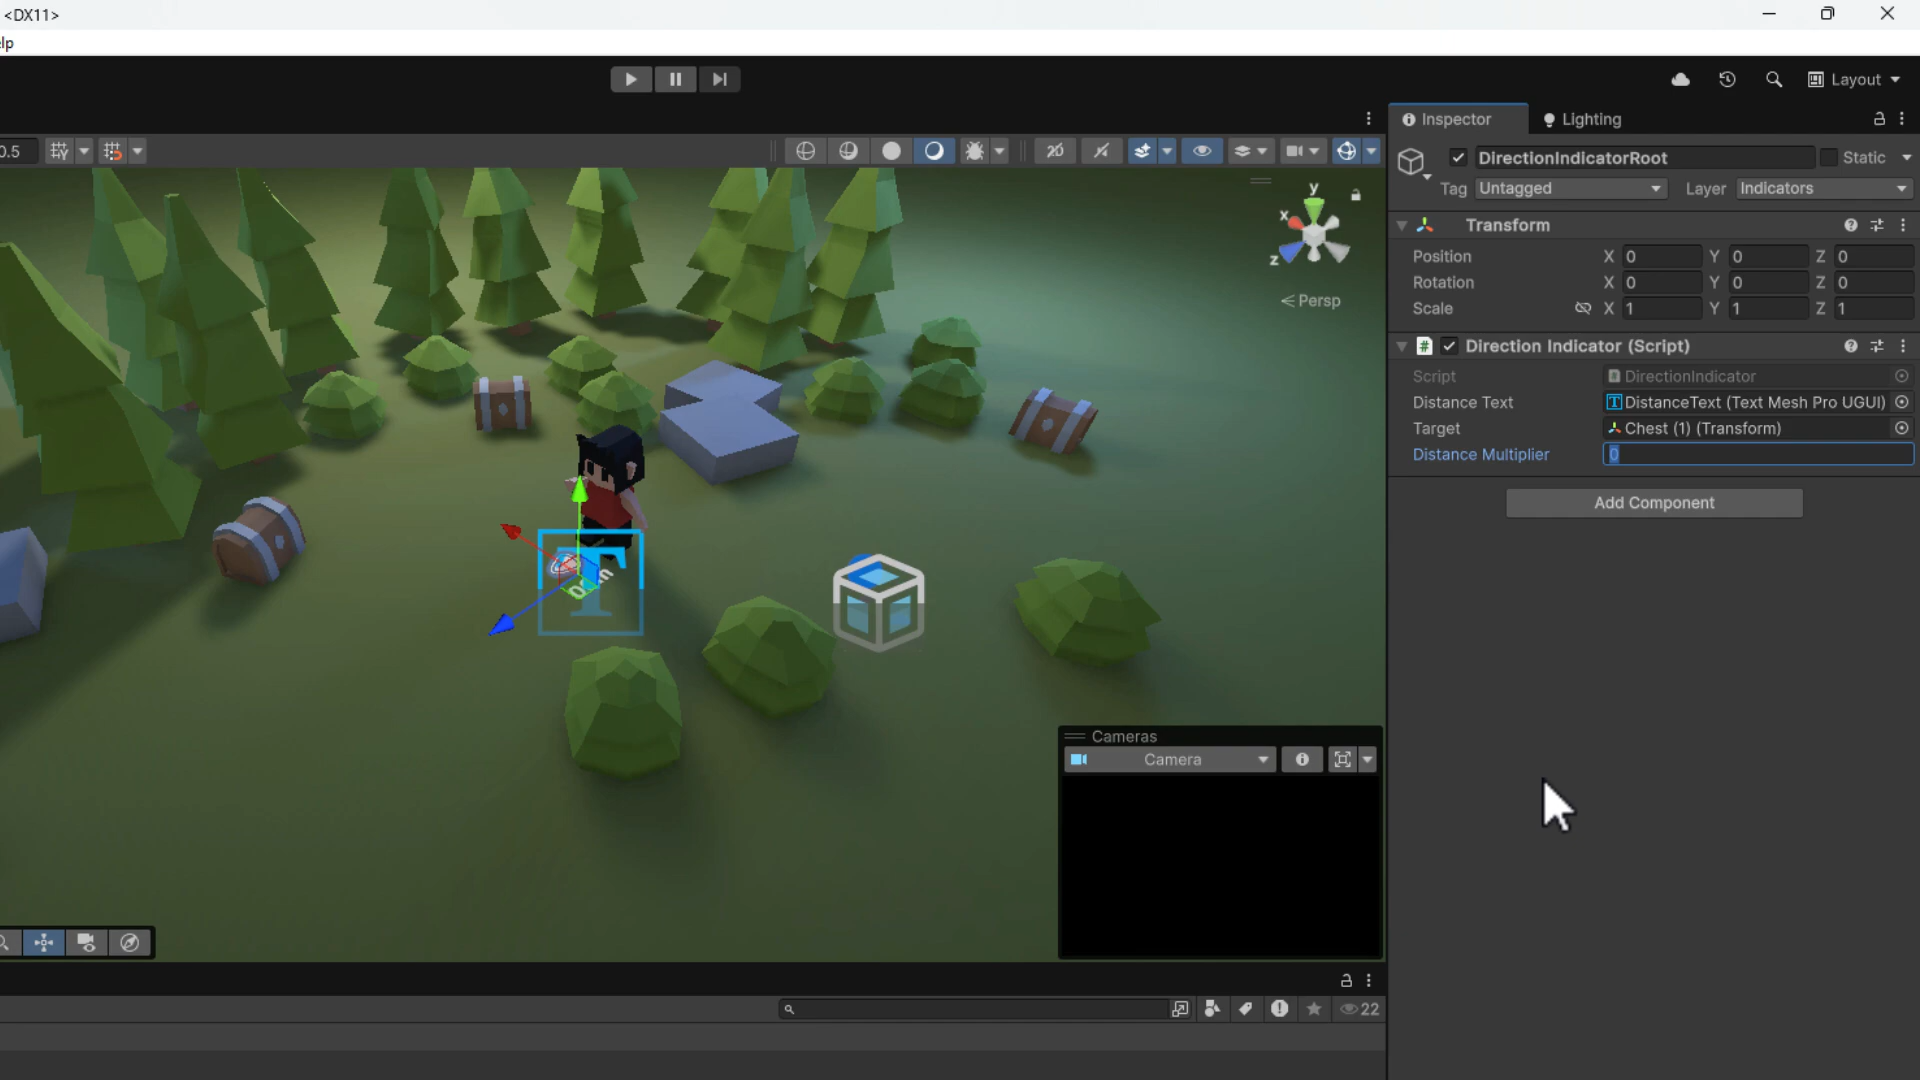 <DX11>
elp
Layout
Inspector
Lighting
0.5
2D
DirectionIndicatorRoot
Static
Tag Untagged Layer Indicators
Transform
Position X 0 Y 0 Z 0
Rotation X 0 Y 0 Z 0
Scale X 1 Y 1 Z 1
Direction Indicator (Script)
Script DirectionIndicator
Distance Text DistanceText (Text Mesh Pro UGUI)
Target Chest (1) (Transform)
Distance Multiplier 0
Add Component
y
x
z
Persp
T
Cameras
Camera
22